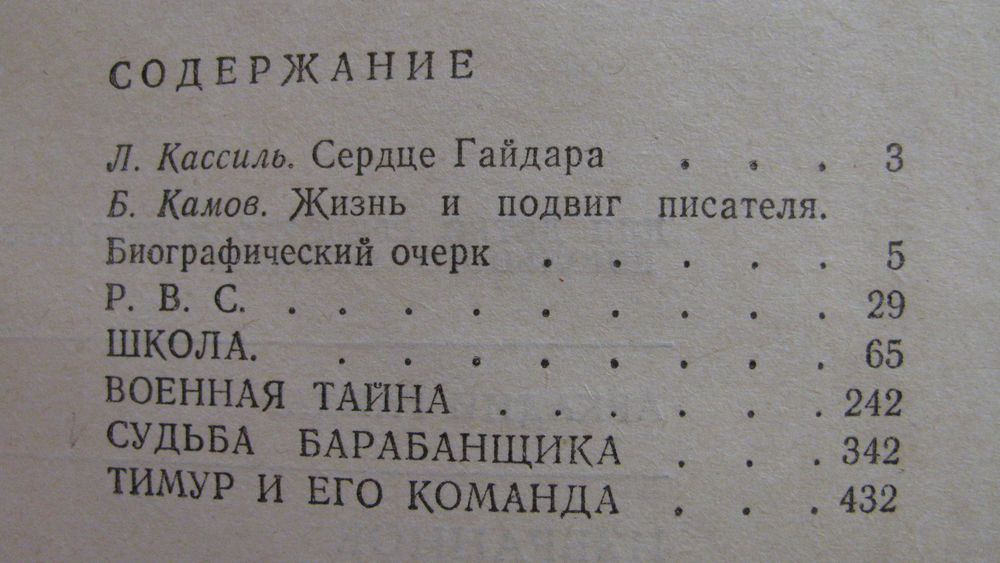 СОДЕРЖАНИЕ
Л. Кассиль. Сердце Гайдара . . . 3
Б. Камов. Жизнь и подвиг писателя.
Биографический очерк . . . . . 5
Р. В. С. . . . . . . . . . 29
ШКОЛА. . . . . . . . . 65
ВОЕННАЯ ТАЙНА . . . . . . 242
СУДЬБА БАРАБАНЩИКА . . . 342
ТИМУР И ЕГО КОМАНДА . . . 432